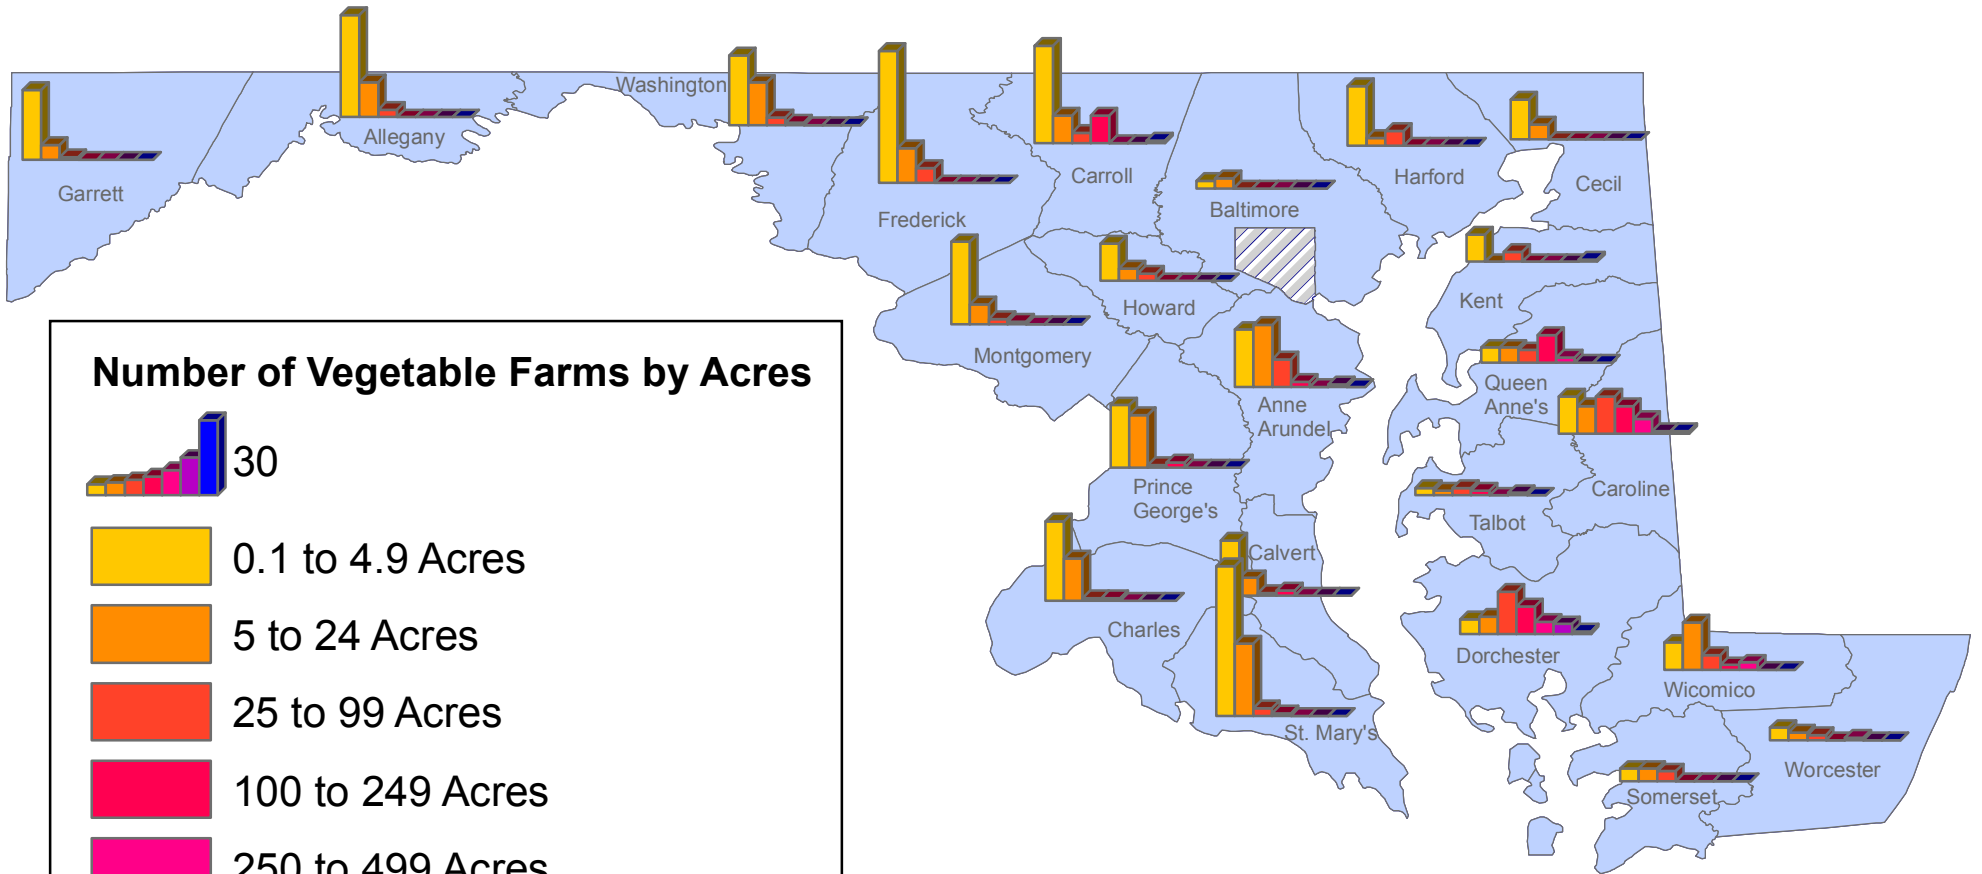 Washington
Allegany
Garrett
Carroll
Harford
Cecil
Baltimore
Frederick
Howard
Kent
Montgomery
Queen
Anne's
Anne
Arundel
Prince
George's
Caroline
Talbot
Calvert
Charles
Dorchester
Wicomico
St. Mary's
Worcester
Somerset
Number of Vegetable Farms by Acres
30
0.1 to 4.9 Acres
5 to 24 Acres
25 to 99 Acres
100 to 249 Acres
250 to 499 Acres